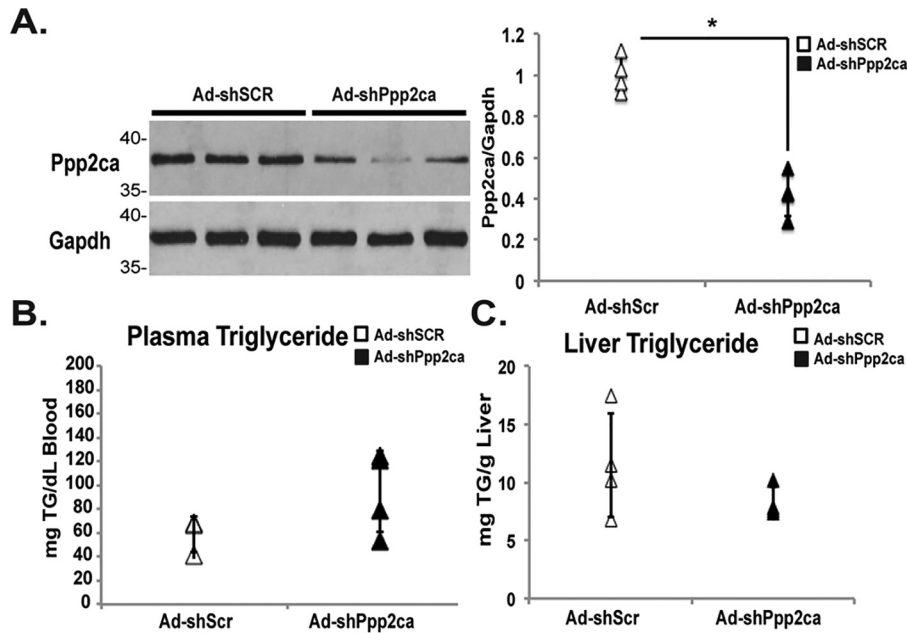 A.
Ad-shSCR Ad-shPpp2ca
Ppp2ca
40-
35-
Gapdh
40-
35-
*
Ad-shSCR
Ad-shPpp2ca
Ppp2ca/Gapdh
1.2
1
0.8
0.6
0.4
0.2
0
Ad-shScr Ad-shPpp2ca
B.
Plasma Triglyceride
Ad-shSCR
Ad-shPpp2ca
mg TG/dL Blood
200
180
160
140
120
100
80
60
40
20
0
Ad-shScr Ad-shPpp2ca
C.
Liver Triglyceride
Ad-shSCR
Ad-shPpp2ca
mg TG/g Liver
20
15
10
5
0
Ad-shScr Ad-shPpp2ca